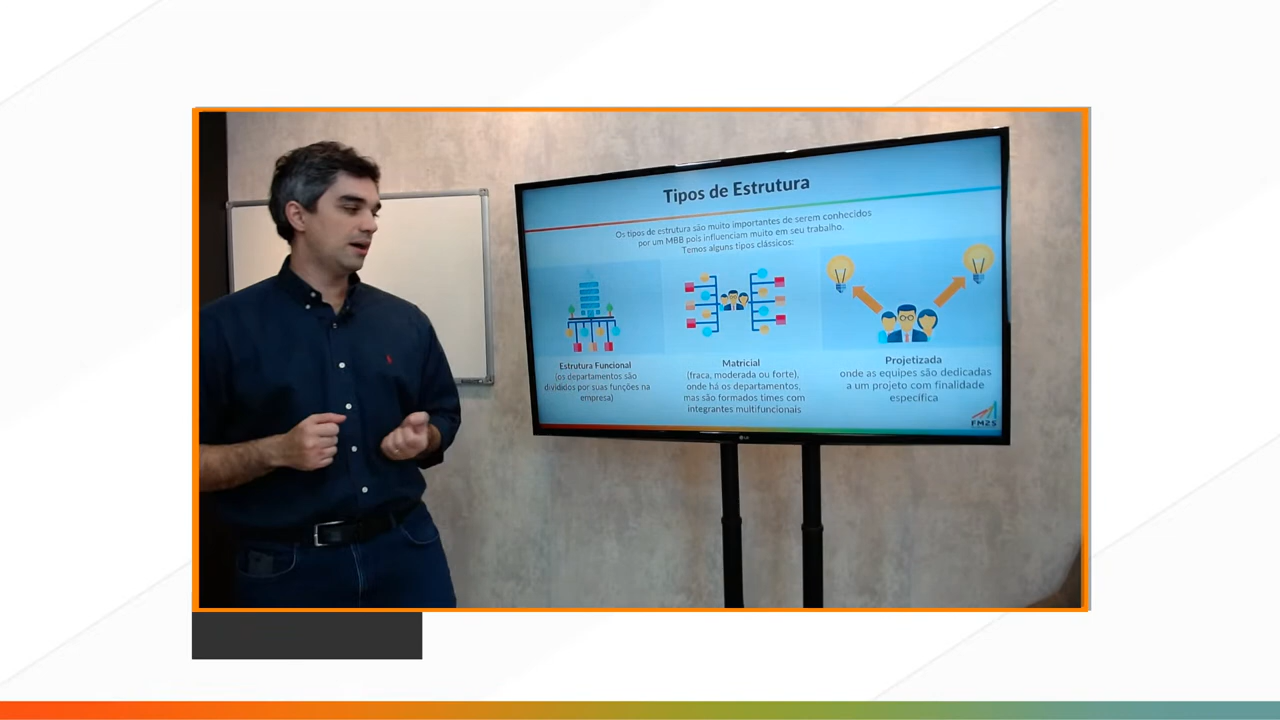 Tipos de Estrutura
Os tipos de estrutura são muito importantes de serem conhecidos
por um MBB pois influenciam muito em seu trabalho.
Temos alguns tipos clássicos:
Estrutura Funcional
(os departamentos são
divididos por suas funções na
empresa)
Matricial
(fraca, moderada ou forte),
onde há os departamentos,
mas são formados times com
integrantes multifuncionais
Projetizada
onde as equipes são dedicadas
a um projeto com finalidade
específica
FM2S
LG